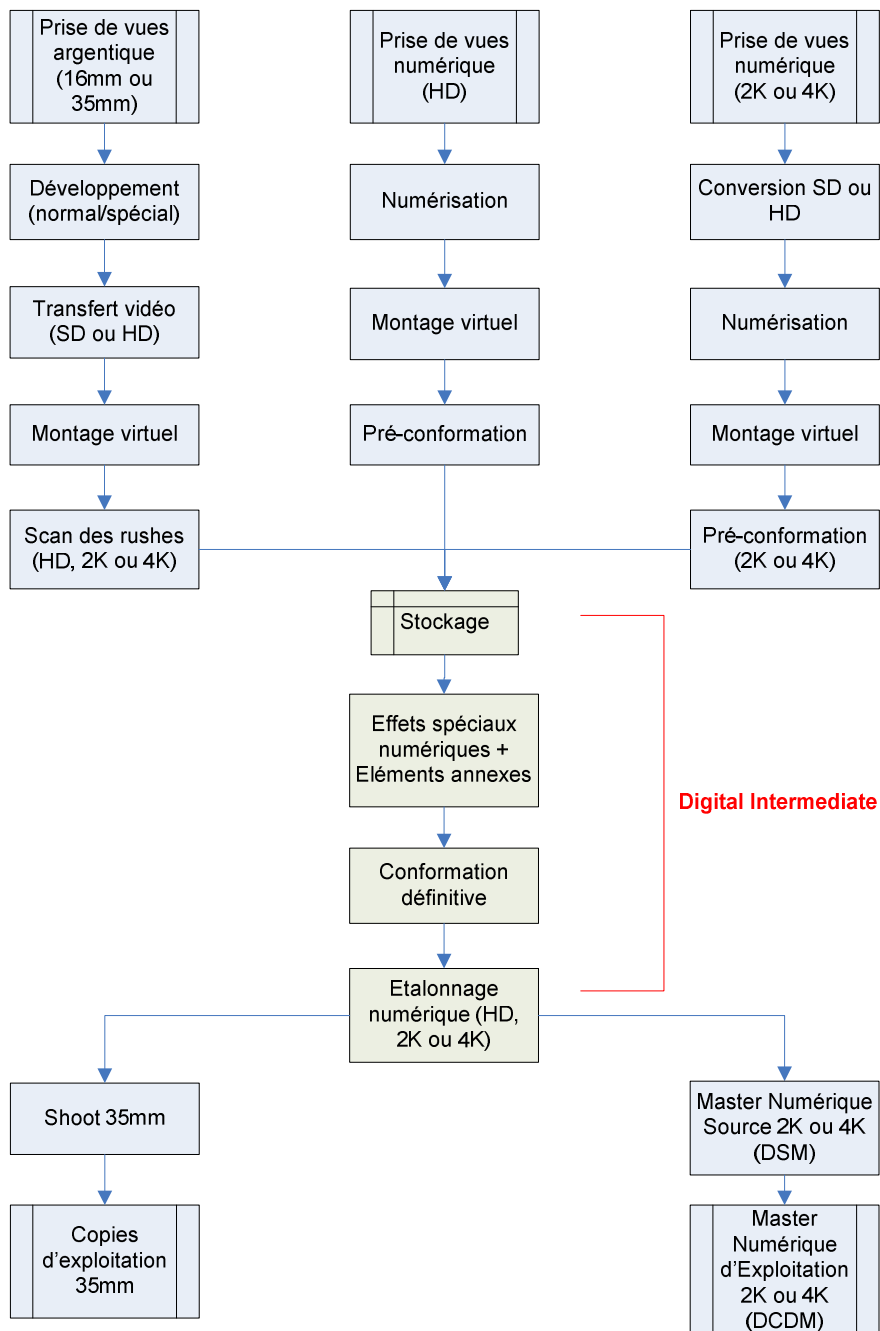 Prise de vues
argentique
(16mm ou
35mm)
Prise de vues
numérique
(HD)
Prise de vues
numérique
(2K ou 4K)
Développement
(normal/spécial)
Numérisation
Conversion SD ou
HD
Transfert vidéo
(SD ou HD)
Montage virtuel
Numérisation
Montage virtuel
Pré-conformation
Montage virtuel
Scan des rushes
(HD, 2K ou 4K)
Pré-conformation
(2K ou 4K)
Stockage
Effets spéciaux
numériques +
Eléments annexes
Digital Intermediate
Conformation
définitive
Etalonnage
numérique (HD,
2K ou 4K)
Shoot 35mm
Master Numérique
Source 2K ou 4K
(DSM)
Copies
d’exploitation
35mm
Master
Numérique
d’Exploitation
2K ou 4K
(DCDM)